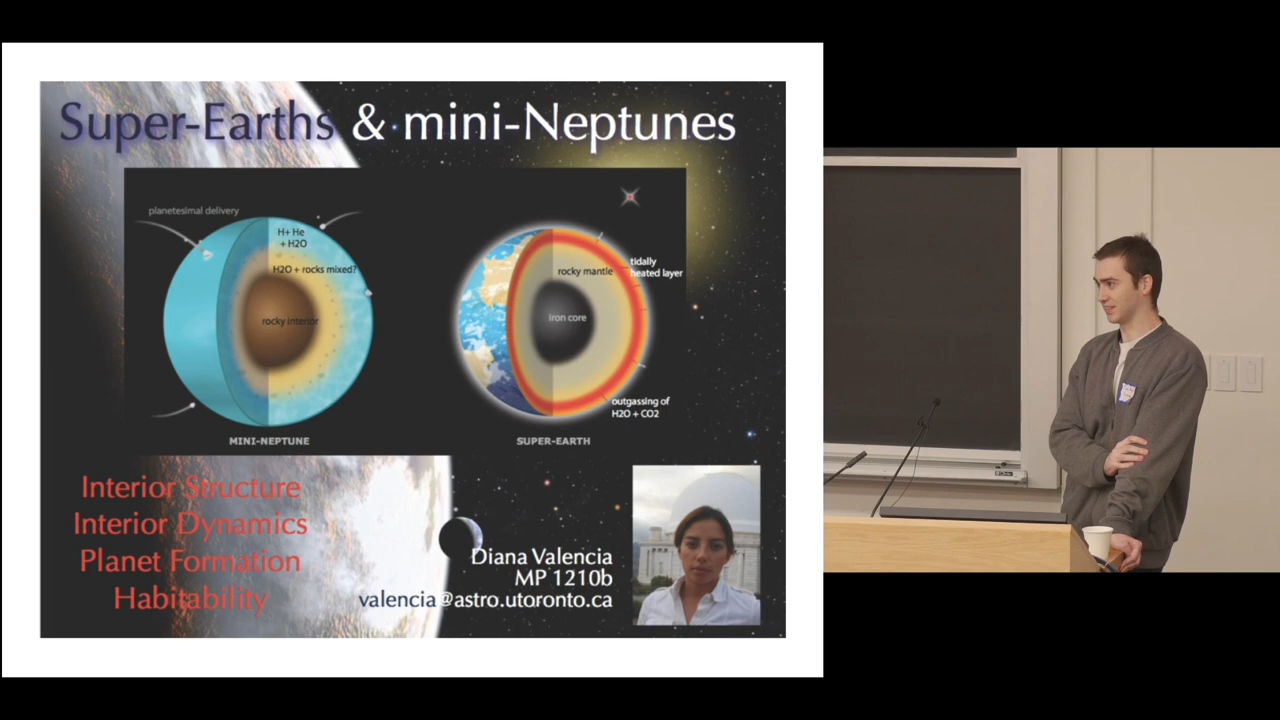 Super-Earths & mini-Neptunes
planetesimal delivery
H+ He
+ H2O
H2O + rocks mixed?
rocky interior
MINI-NEPTUNE
rocky mantle
tidally
heated layer
iron core
outgassing of
H2O + CO2
SUPER-EARTH
Interior Structure
Interior Dynamics
Planet Formation
Habitability
Diana Valencia
MP 1210b
valencia@astro.utoronto.ca